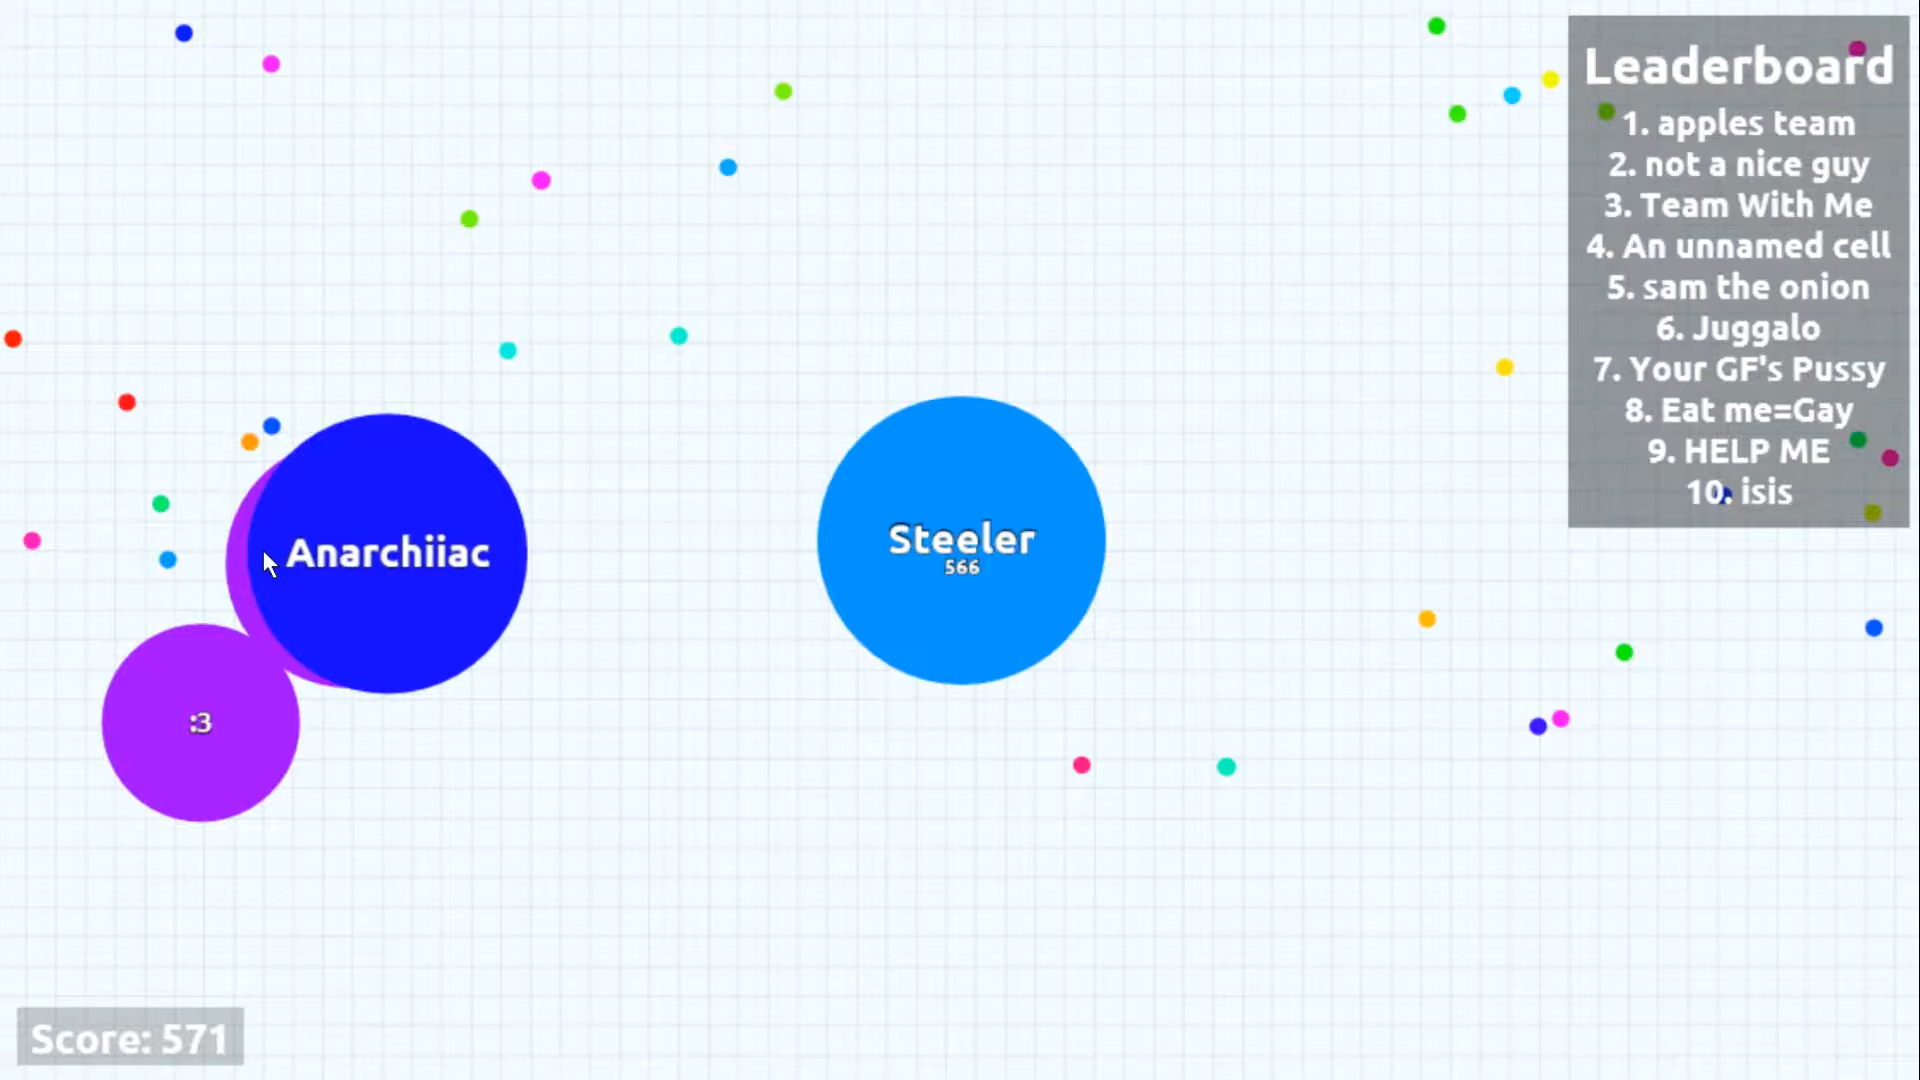 Leaderboard
1. apples team
2. not a nice guy
3. Team With Me
4. An unnamed cell
5. sam the onion
6. Juggalo
7. Your GF's Pussy
8. Eat me=Gay
9. HELP ME
10. isis
Anarchiiac
Steeler
566
:3
Score: 571